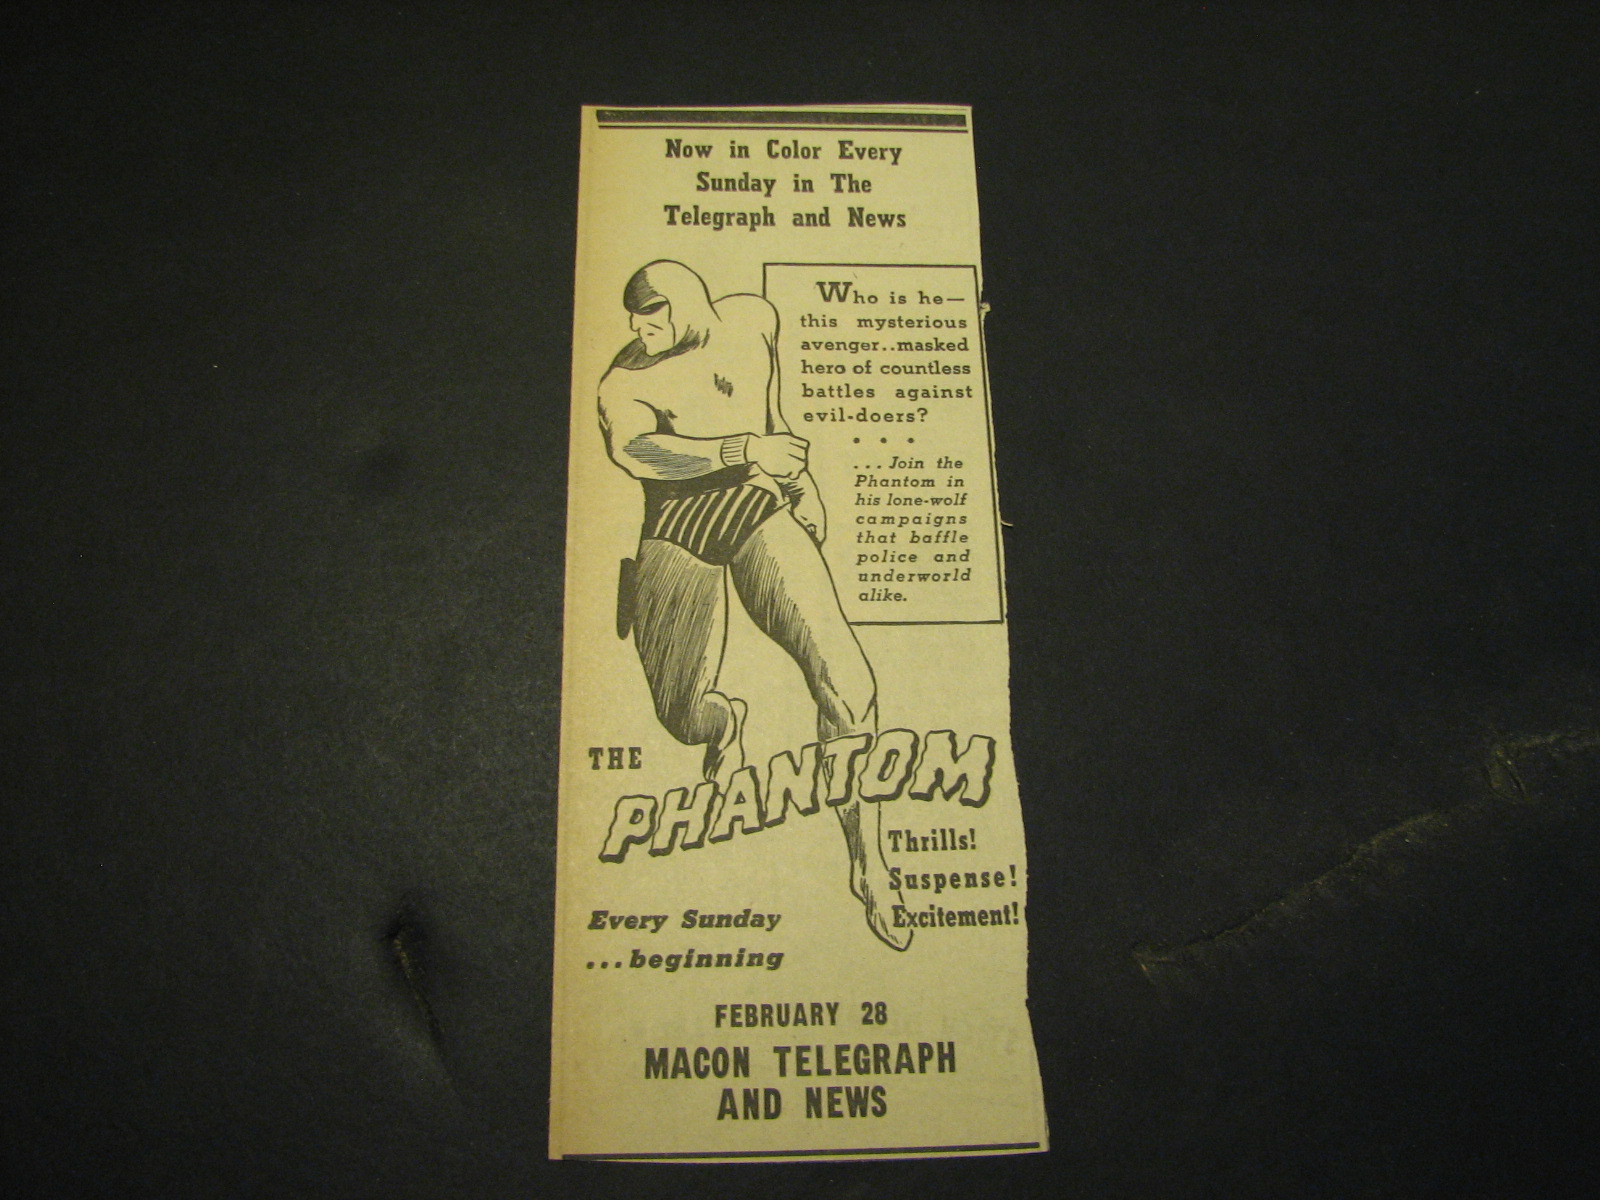 Now in Color Every
Sunday in The
Telegraph and News
Who is he—
this mysterious
avenger..masked
hero of countless
battles against
evil-doers?
• • •
...Join the
Phantom in
his lone-wolf
campaigns
that baffle
police and
underworld
alike.
THE
PHANTOM
Thrills!
Suspense!
Excitement!
Every Sunday
...beginning
FEBRUARY 28
MACON TELEGRAPH
AND NEWS